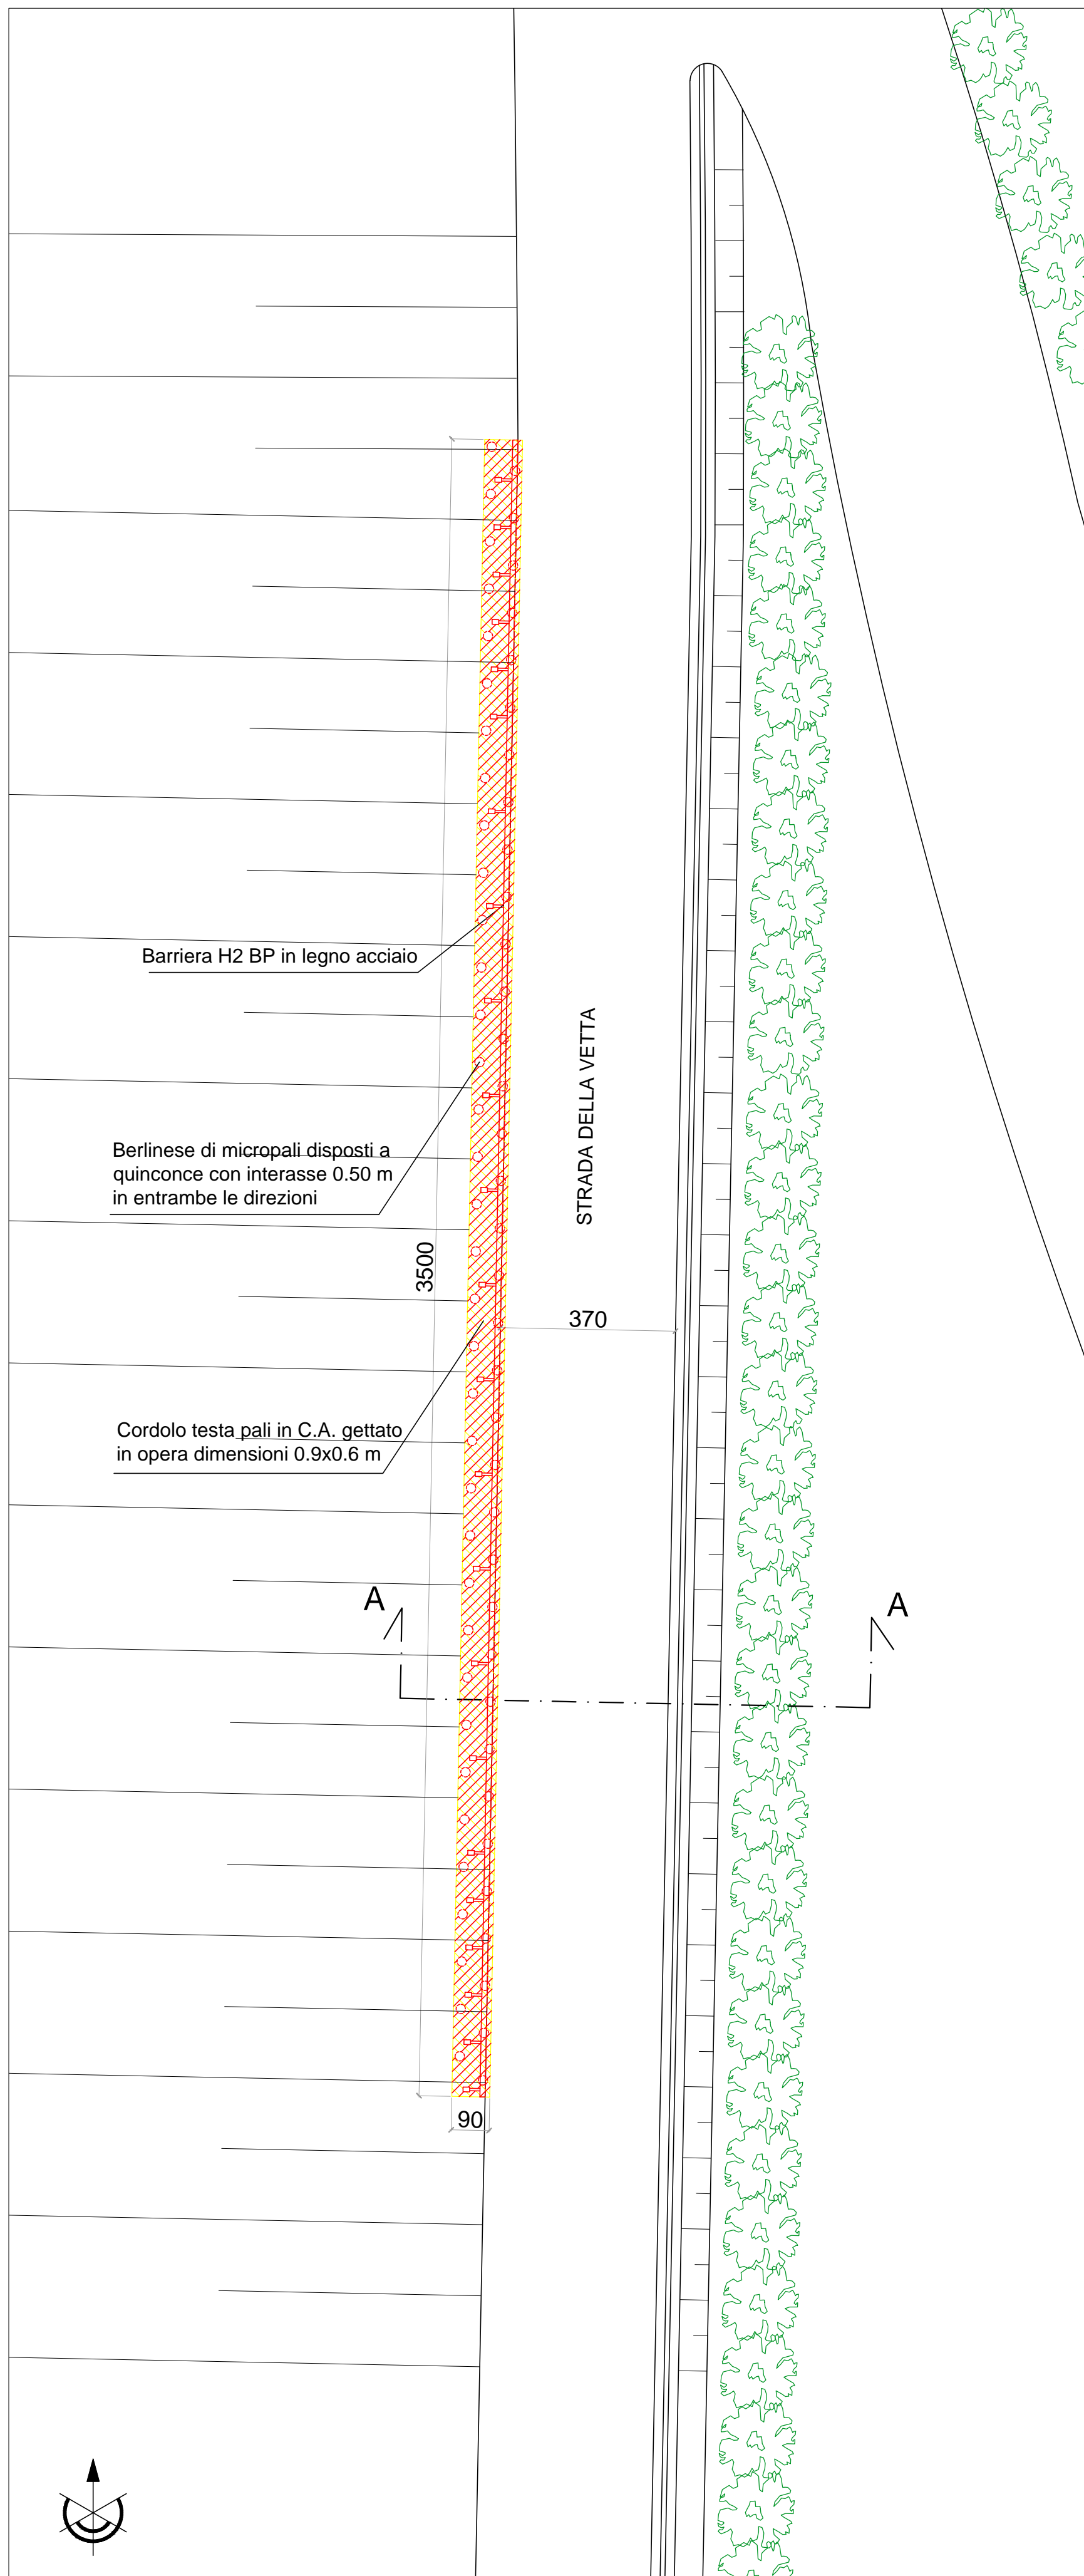 Barriera H2 BP in legno acciaio
STRADA DELLA VETTA
Berlinese di micropali disposti a
quinconce con interasse 0.50 m
in entrambe le direzioni
3500
370
Cordolo testa pali in C.A. gettato
in opera dimensioni 0.9x0.6 m
A
A
90